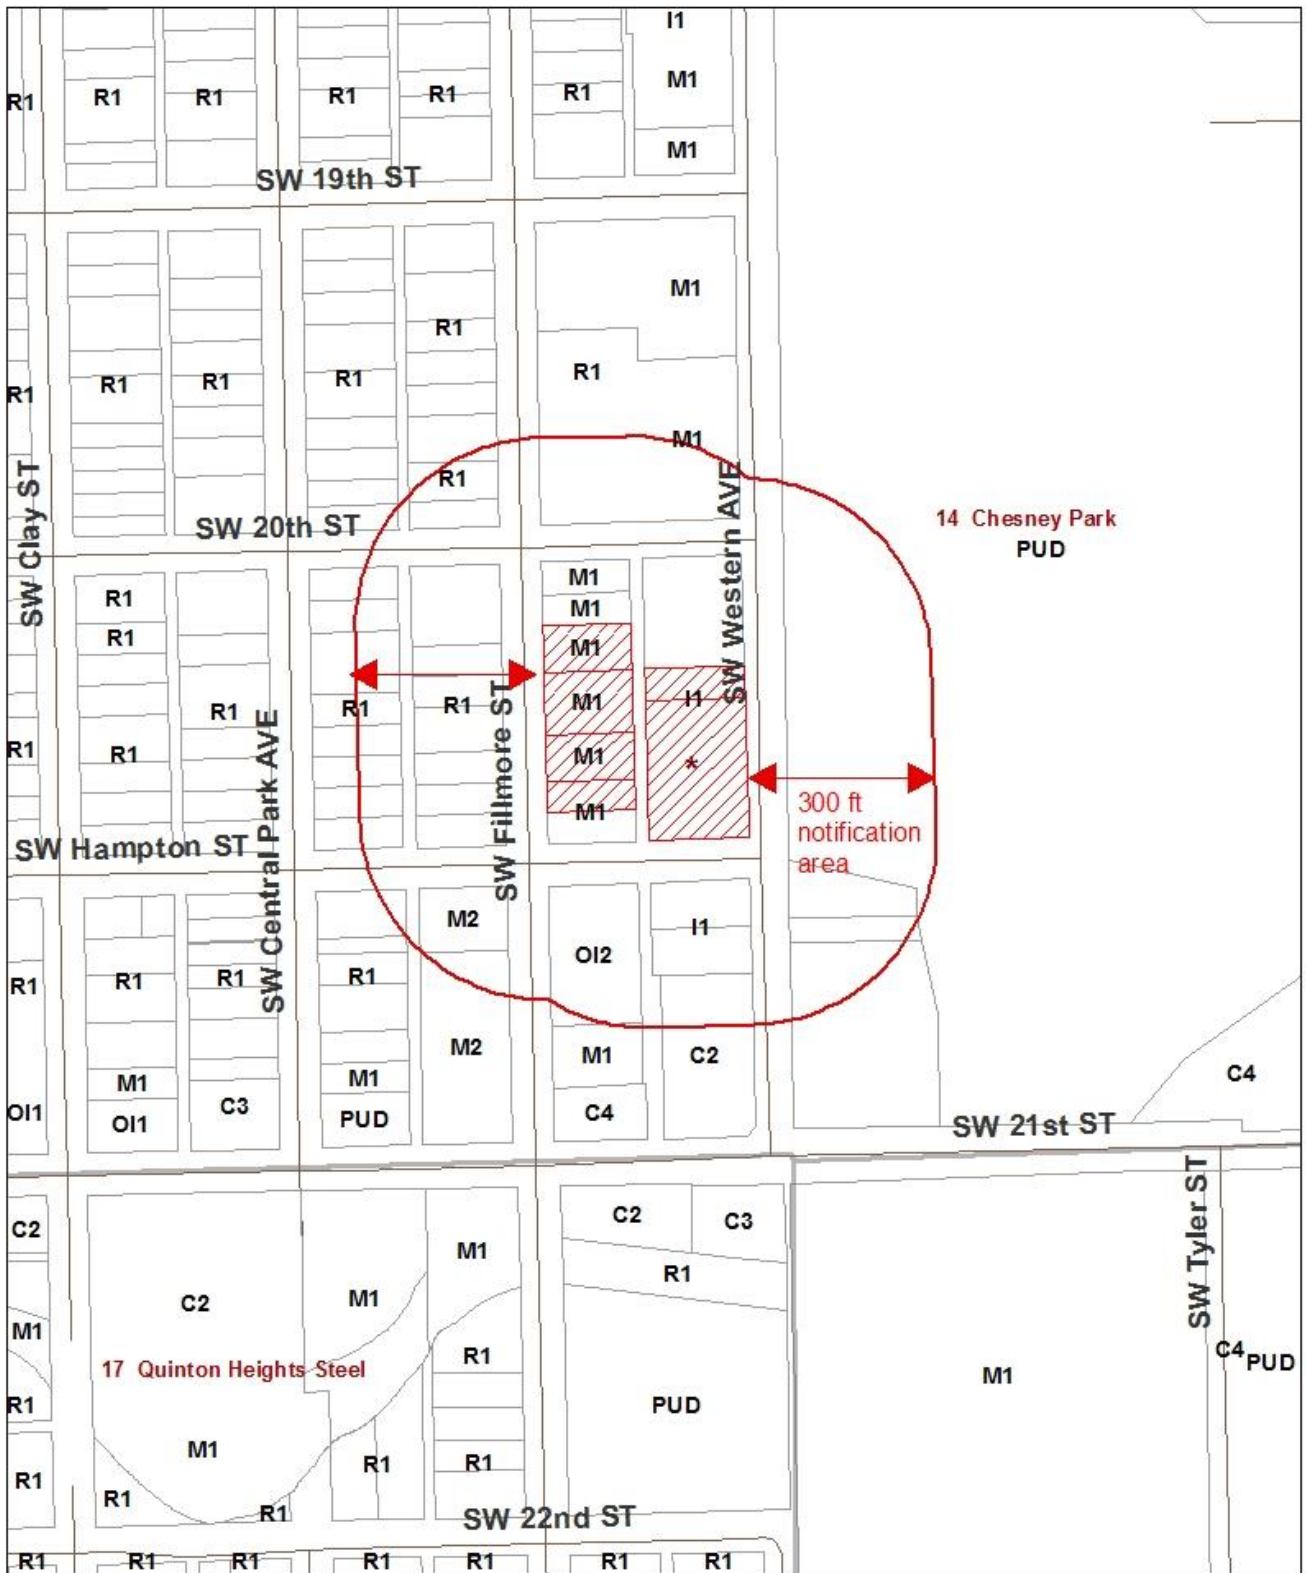 I1
M1
R1
R1
R1
R1
R1
R1
M1
SW 19th ST
M1
R1
R1
R1
R1
R1
R1
M1
R1
M1
SW Clay ST
SW 20th ST
SW Western AVE
14 Chesney Park
PUD
R1
R1
M1
M1
M1
R1
R1
R1
M1
I1
R1
R1
M1
*
M1
300 ft
notification
area
SW Hampton ST
SW Central Park AVE
SW Fillmore ST
M2
I1
OI2
R1
R1
R1
R1
M2
M1
C2
M1
M1
C4
OI1
OI1
C3
PUD
C4
SW 21st ST
SW Tyler ST
C2
C2
C3
M1
R1
C2
M1
M1
R1
17 Quinton Heights Steel
M1
C4
PUD
R1
PUD
M1
R1
R1
R1
R1
R1
SW 22nd ST
R1
R1
R1
R1
R1
R1
R1